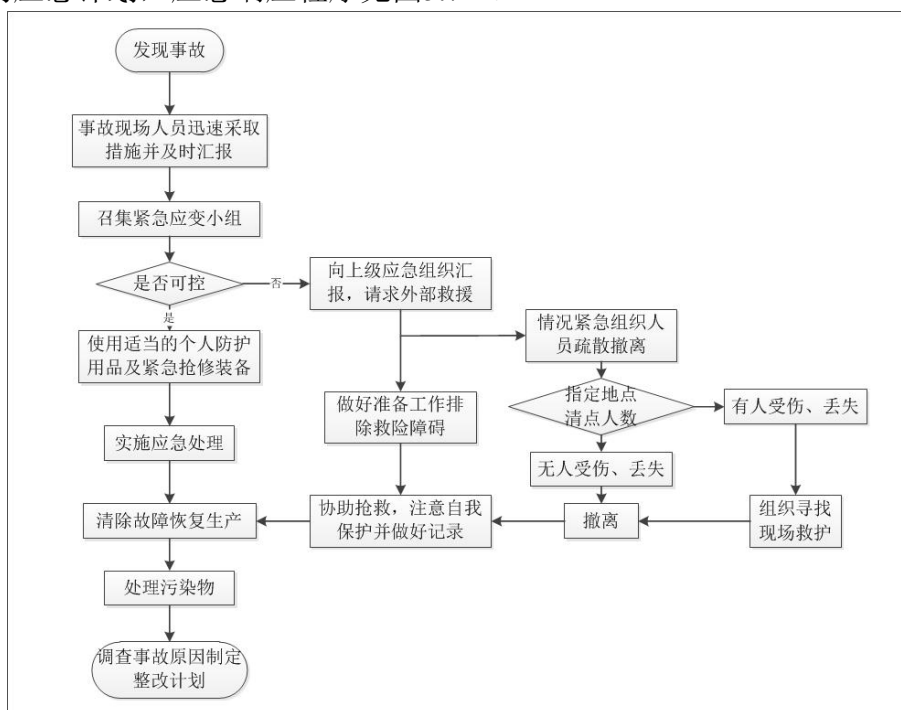 发现事故
事故现场人员迅速采取
措施并及时汇报
召集紧急应变小组
是否可控
否
向上级应急组织汇
报，请求外部救援
是
使用适当的个人防护
用品及紧急抢修装备
情况紧急组织人
员疏散撤离
做好准备工作排
除救险障碍
指定地点
清点人数
有人受伤、丢失
实施应急处理
无人受伤、丢失
清除故障恢复生产
协助抢救，注意自我
保护并做好记录
撤离
组织寻找
现场救护
处理污染物
调查事故原因制定
整改计划